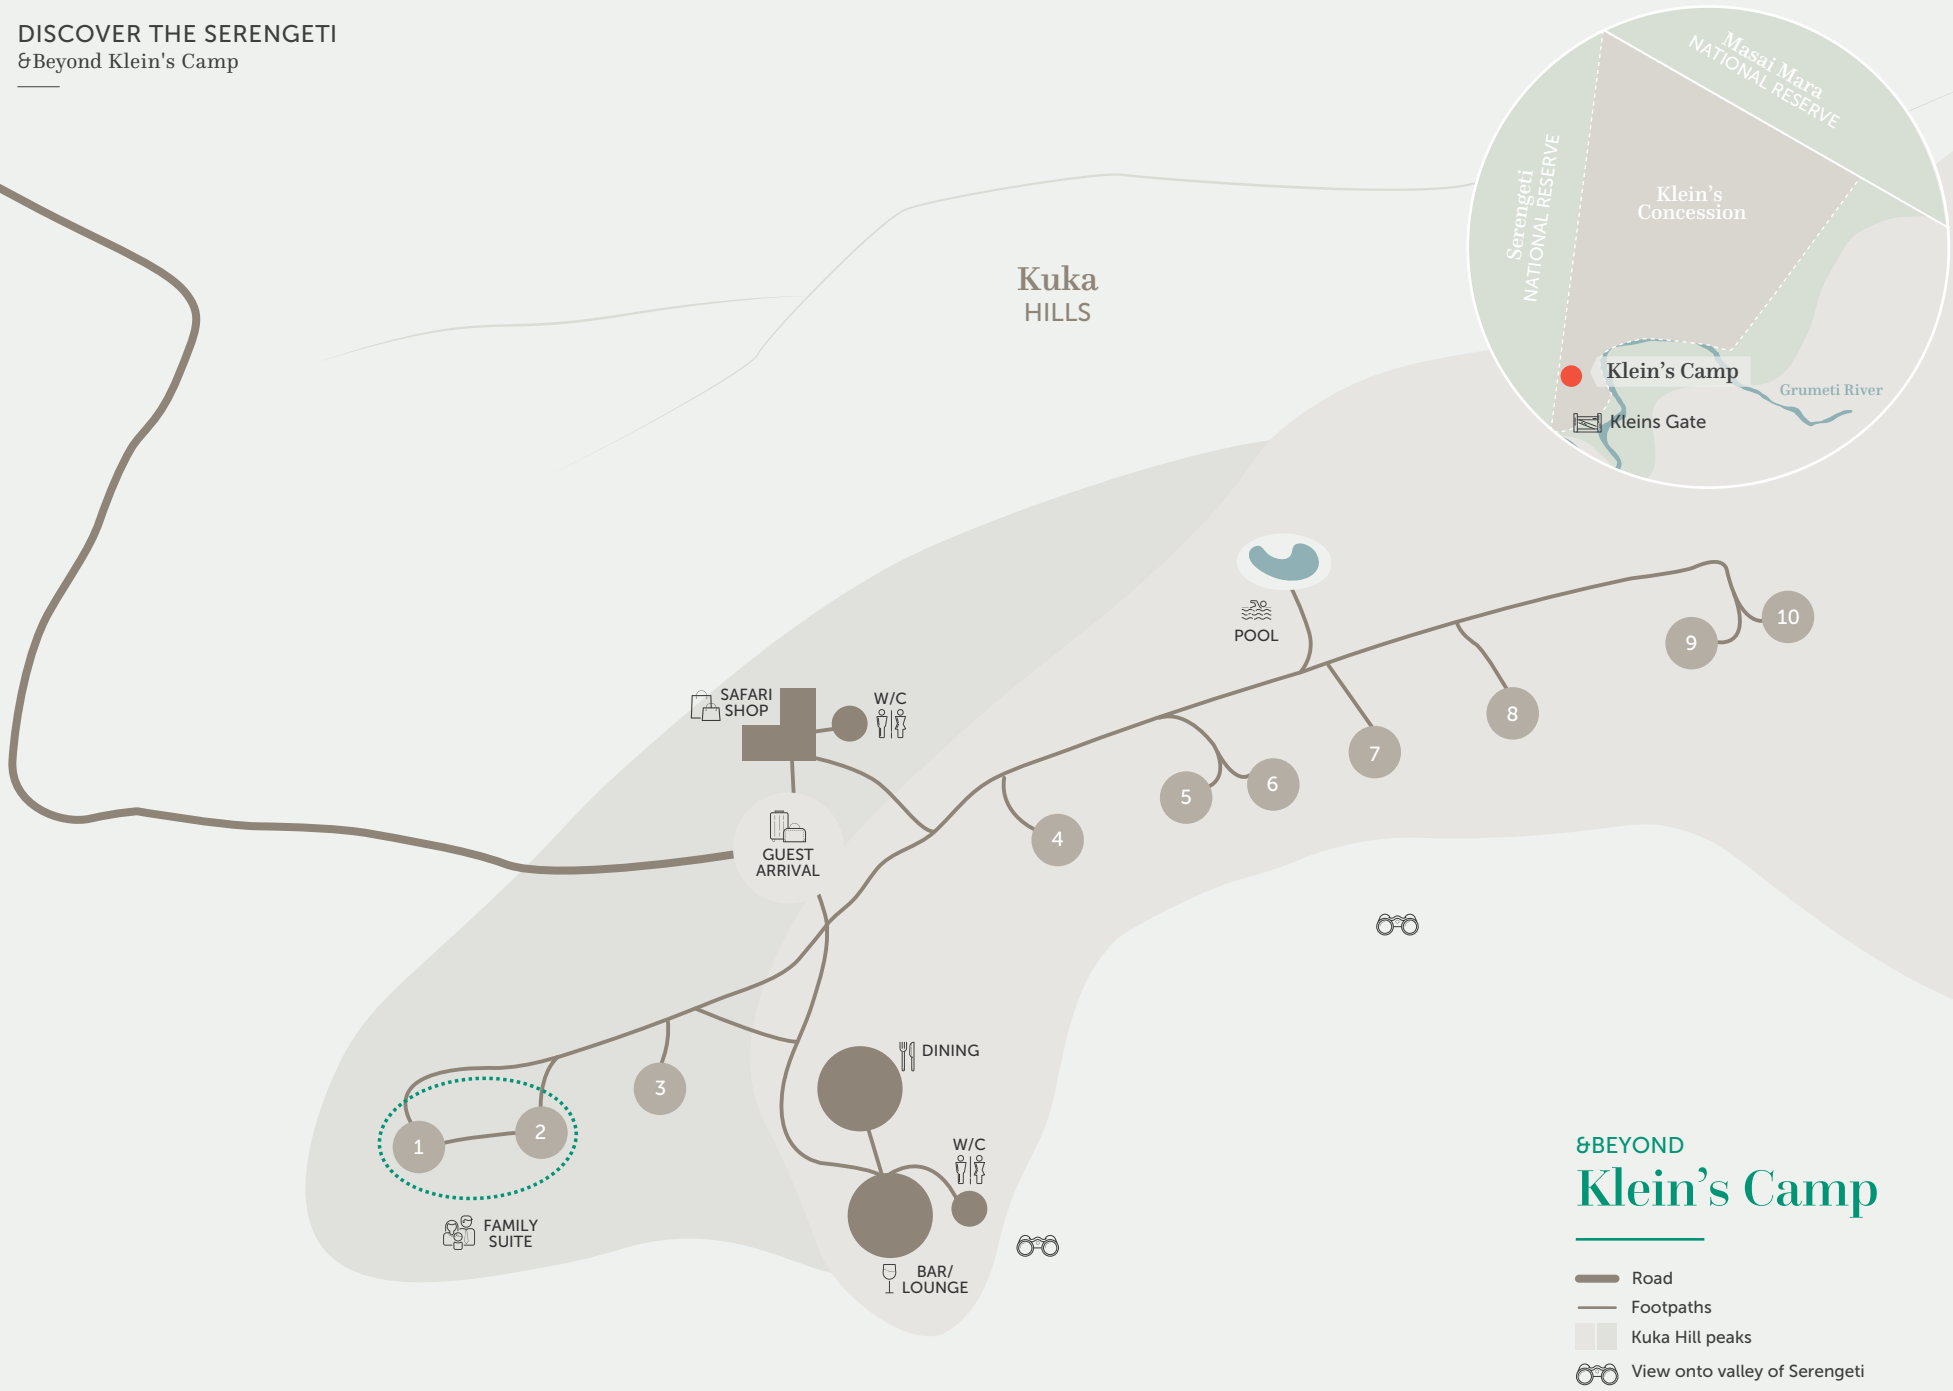 DISCOVER THE SERENGETI
&Beyond Klein's Camp
Masai Mara
NATIONAL RESERVE
Serengeti
NATIONAL RESERVE
Klein's
Concession
Klein's Camp
Grumeti River
Kleins Gate
Kuka
HILLS
POOL
10
9
8
7
6
5
4
SAFARI
SHOP
W/C
GUEST
ARRIVAL
3
2
1
FAMILY
SUITE
DINING
W/C
BAR/
LOUNGE
&BEYOND
Klein's Camp
Road
Footpaths
Kuka Hill peaks
View onto valley of Serengeti